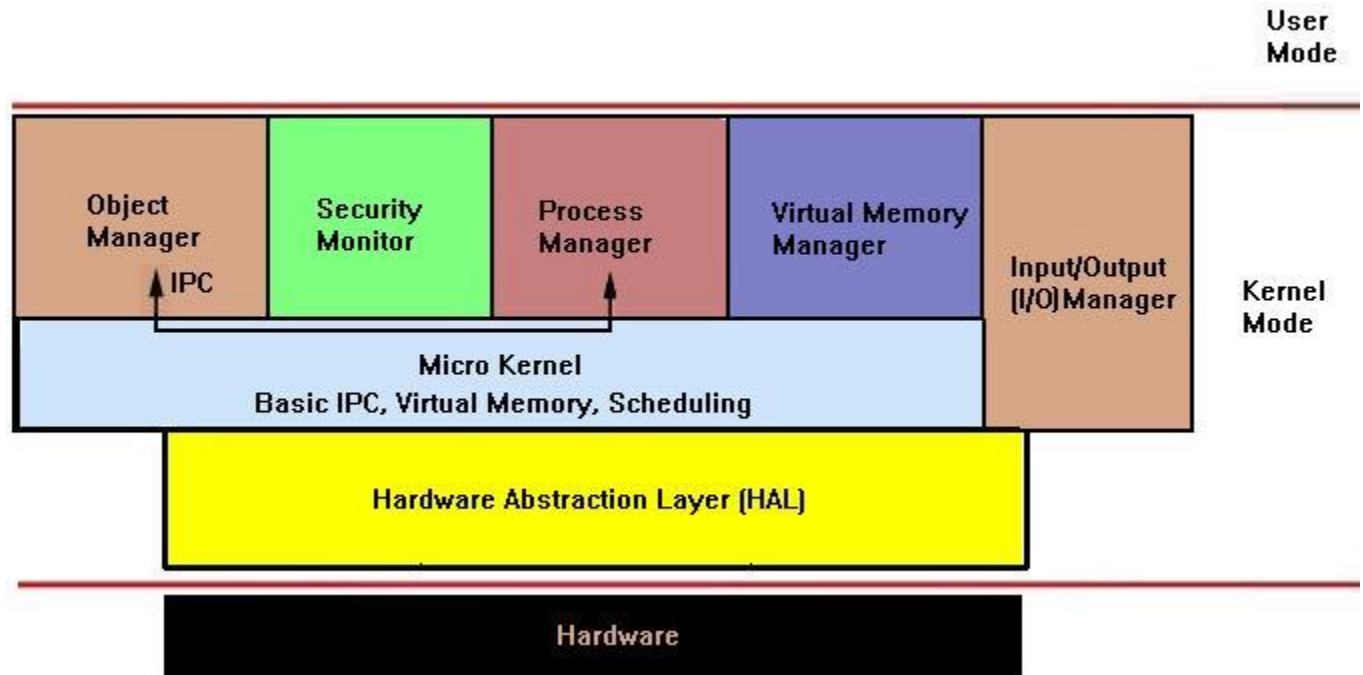 User
Mode
Object
Manager
IPC
Security
Monitor
Process
Manager
Virtual Memory
Manager
Input/Output
(I/O)Manager
Kernel
Mode
Micro Kernel
Basic IPC, Virtual Memory, Scheduling
Hardware Abstraction Layer (HAL)
Hardware